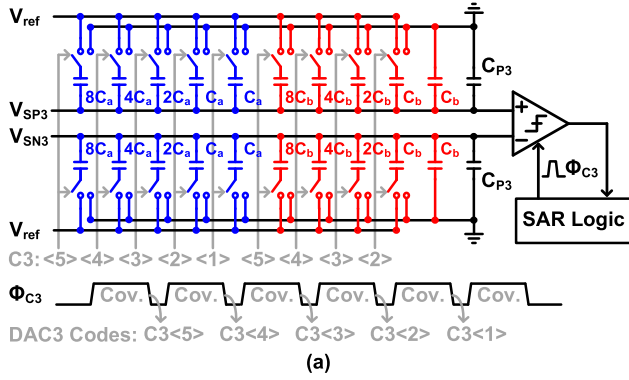 Vref
8Ca 4Ca 2Ca Ca Ca 8Cb 4Cb 2Cb Cb Cb CP3
VSP3
VSN3
8Ca 4Ca 2Ca Ca Ca 8Cb 4Cb 2Cb Cb Cb CP3
+
−
ΦC3
SAR Logic
Vref
C3: <5> <4> <3> <2> <1> <5> <4> <3> <2>
ΦC3 Cov. Cov. Cov. Cov. Cov. Cov.
DAC3 Codes: C3<5> C3<4> C3<3> C3<2> C3<1>
(a)